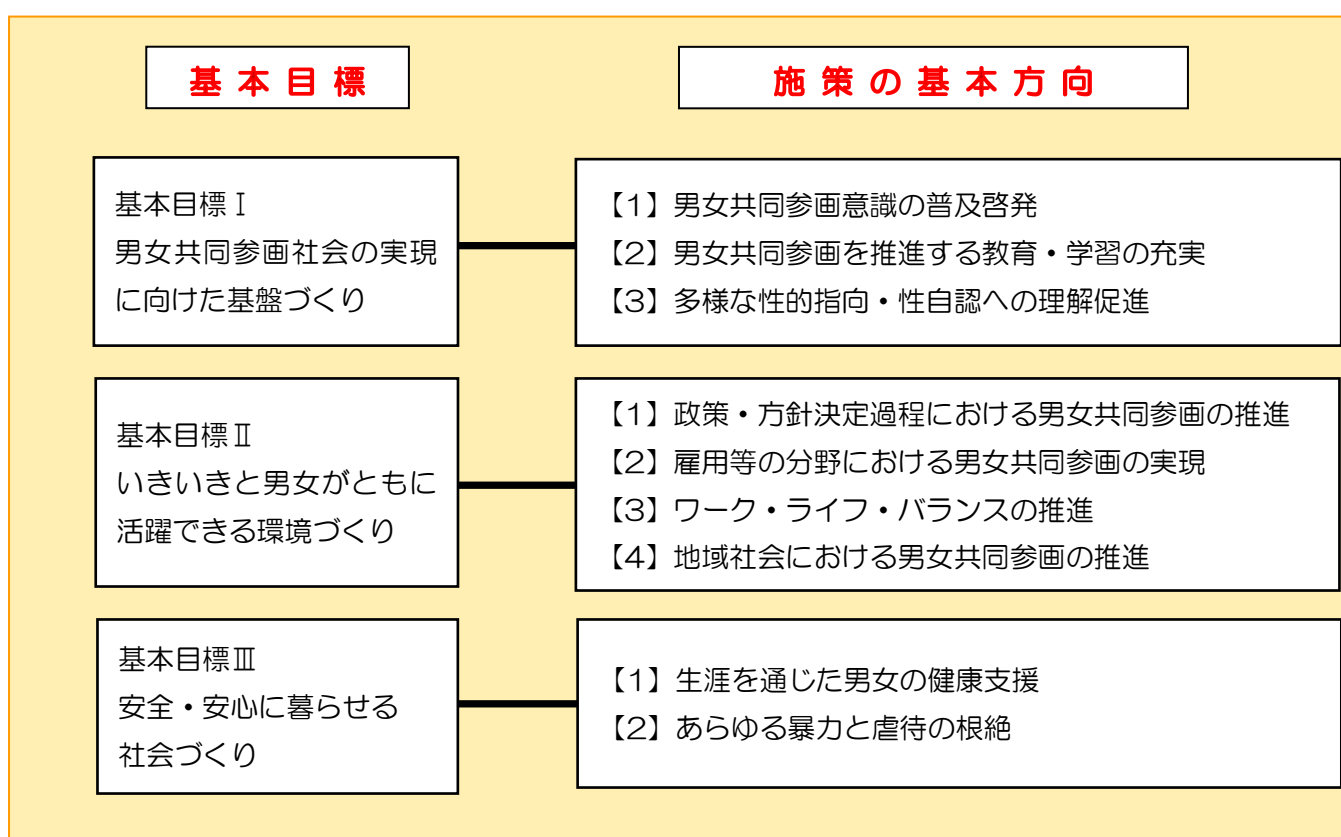 基本目標
施策の基本方向
基本目標Ⅰ
男女共同参画社会の実現
に向けた基盤づくり
【1】男女共同参画意識の普及啓発
【2】男女共同参画を推進する教育・学習の充実
【3】多様な性的指向・性自認への理解促進
基本目標Ⅱ
いきいきと男女がともに
活躍できる環境づくり
【1】政策・方針決定過程における男女共同参画の推進
【2】雇用等の分野における男女共同参画の実現
【3】ワーク・ライフ・バランスの推進
【4】地域社会における男女共同参画の推進
基本目標Ⅲ
安全・安心に暮らせる
社会づくり
【1】生涯を通じた男女の健康支援
【2】あらゆる暴力と虐待の根絶